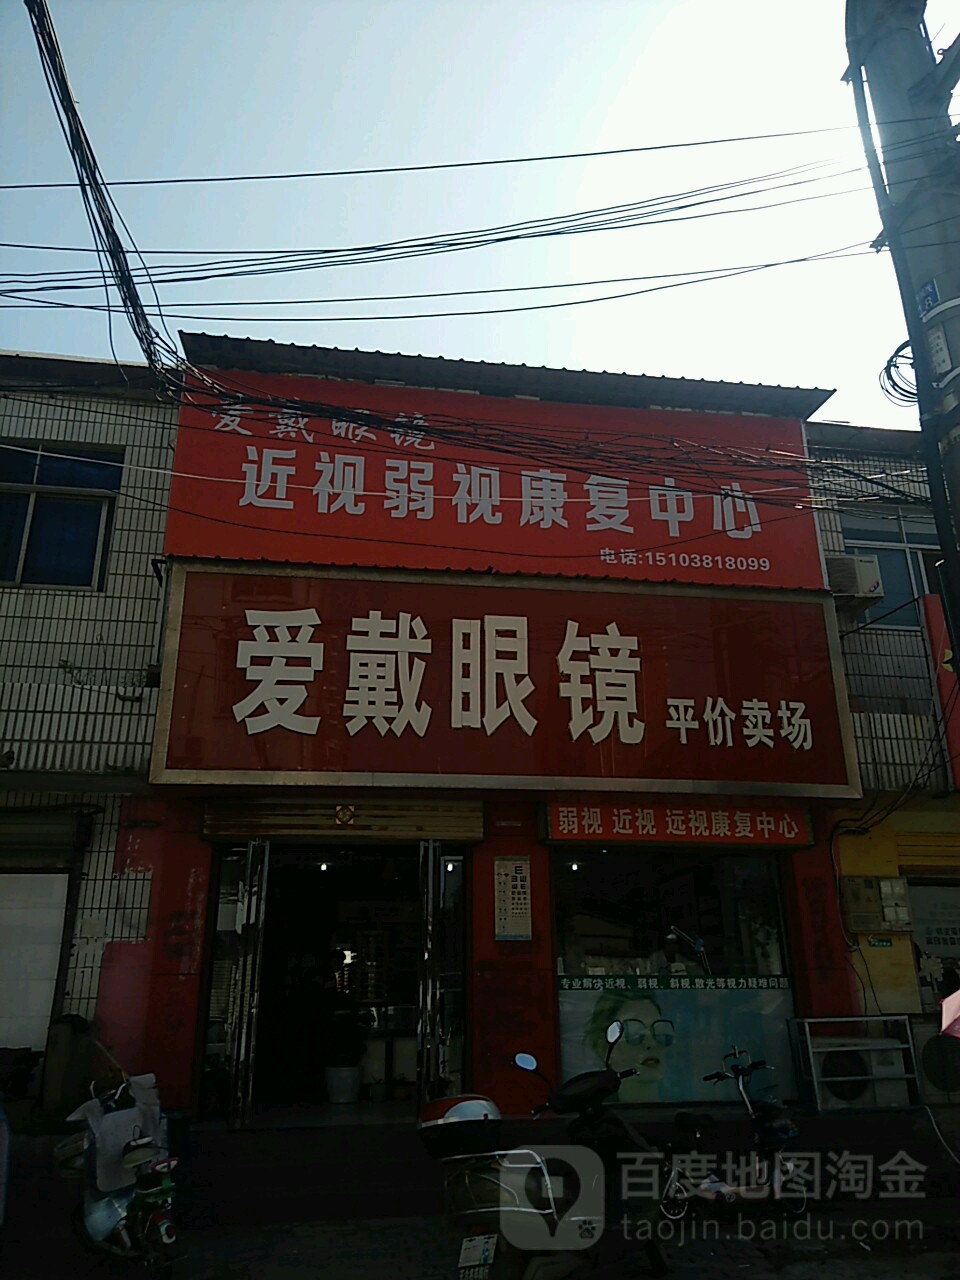 爱戴眼镜
近视弱视康复中心
电话:15103818099
爱戴眼镜 平价卖场
弱视 近视 远视康复中心
专业解决近视、弱视、斜视、散光等视力疑难问题
百度地图淘金
taojin.baidu.com